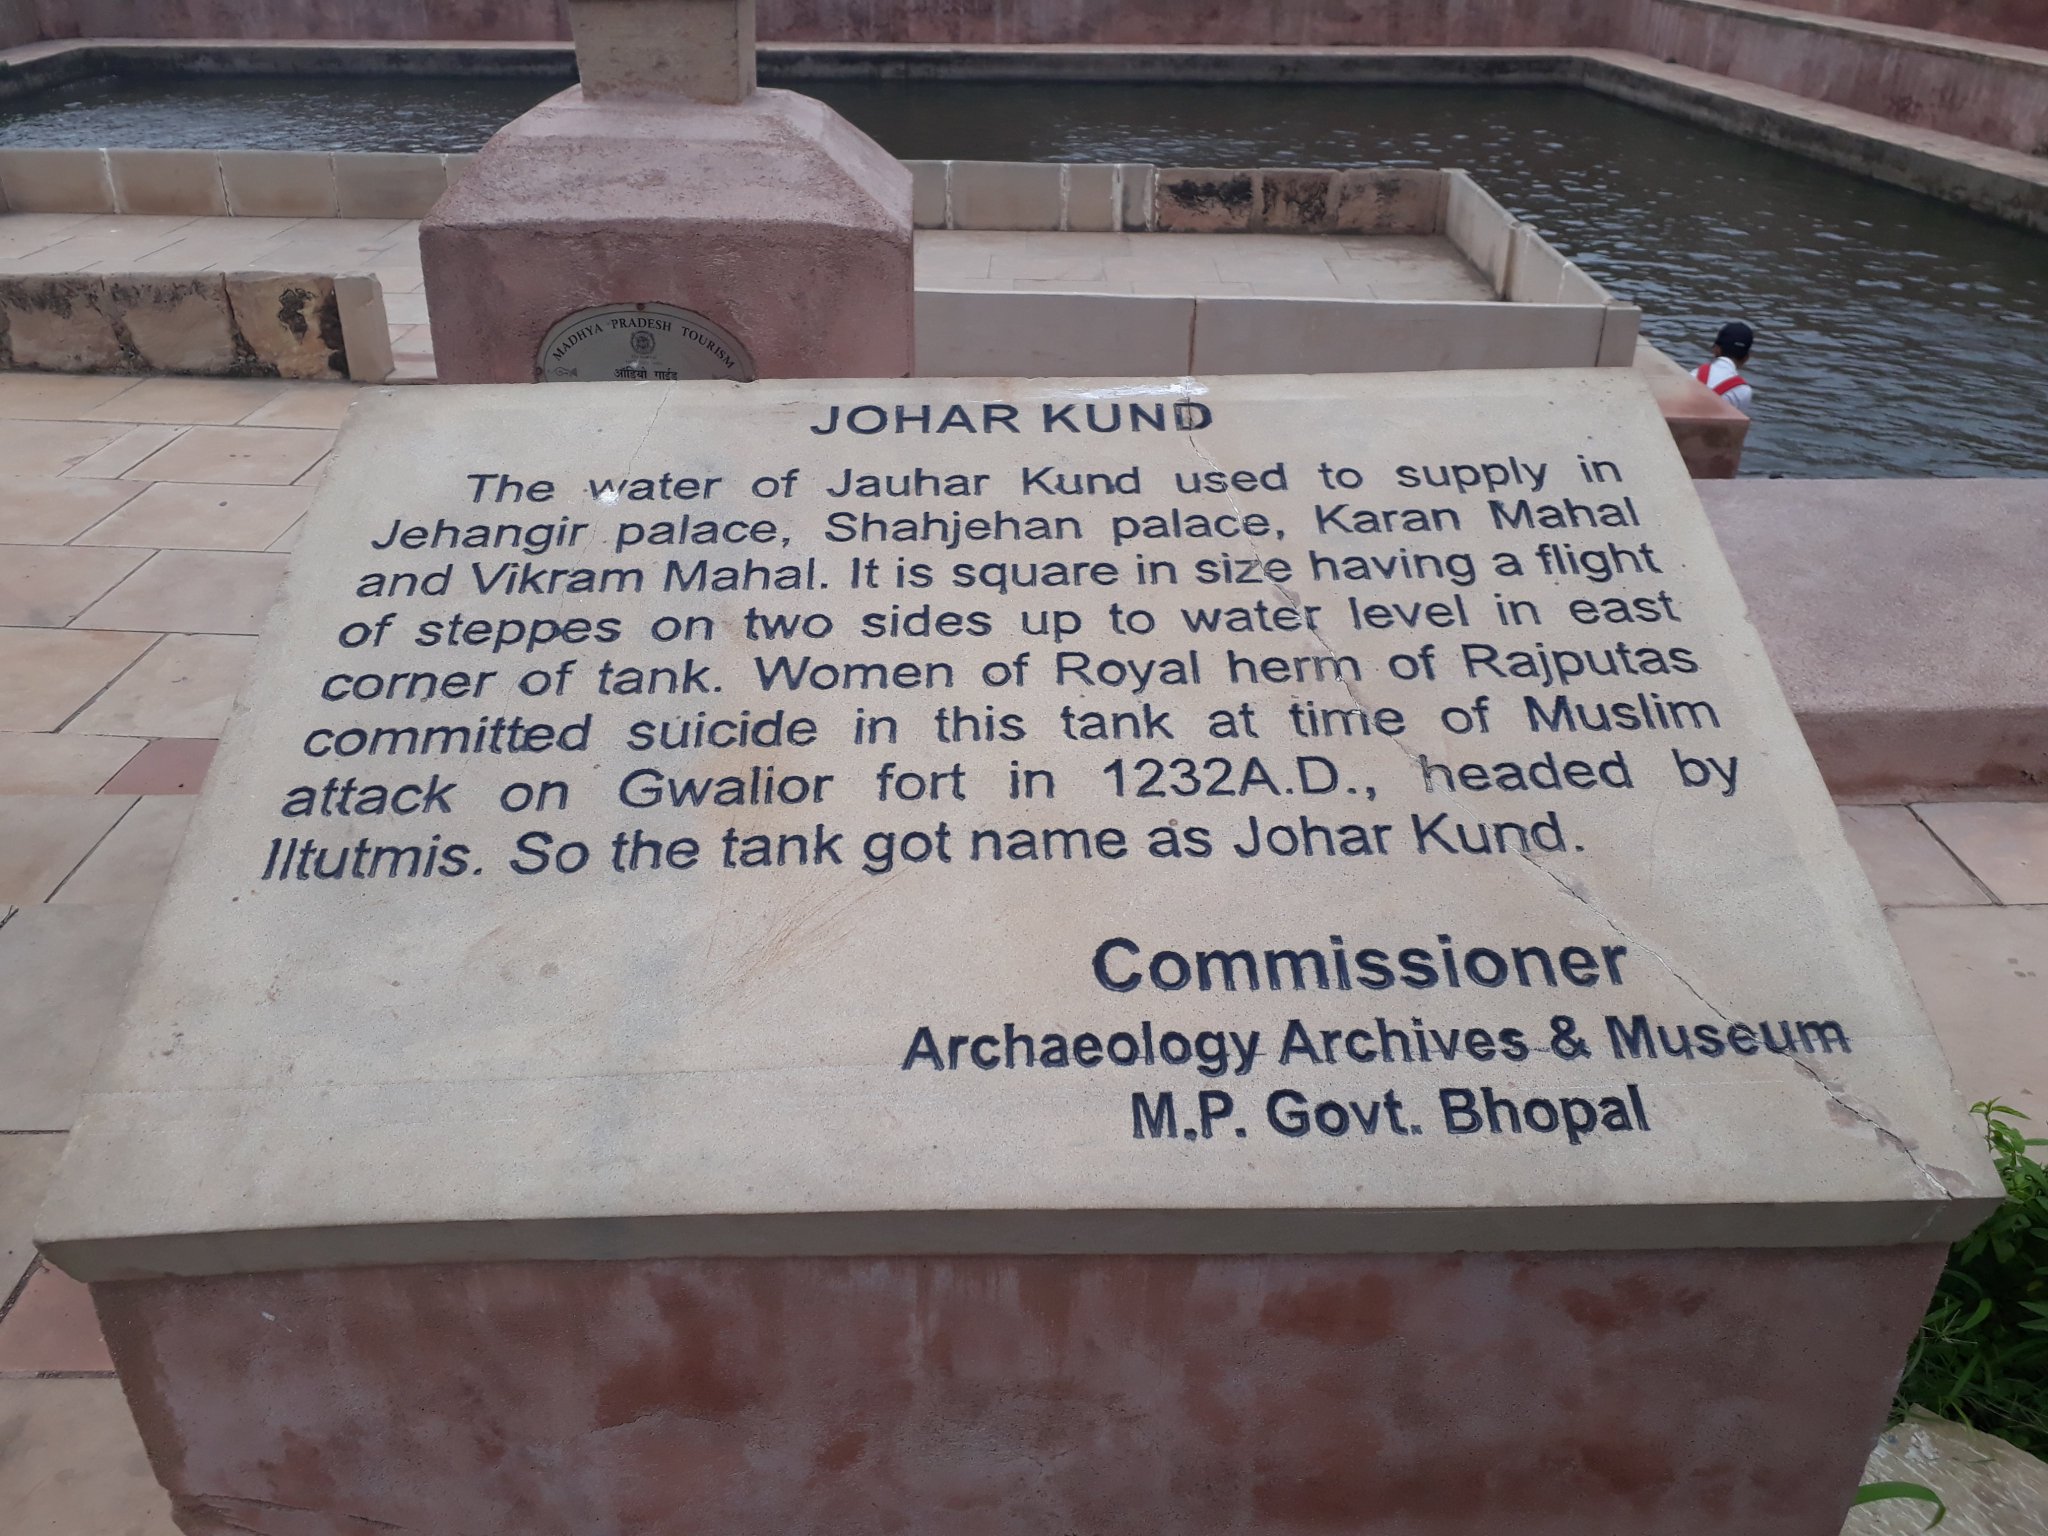 MADHYA PRADESH TOURISM
ऑडियो गाईड
JOHAR KUND
The water of Jauhar Kund used to supply in
Jehangir palace, Shahjehan palace, Karan Mahal
and Vikram Mahal. It is square in size having a flight
of steppes on two sides up to water level in east
corner of tank. Women of Royal herm of Rajputas
committed suicide in this tank at time of Muslim
attack on Gwalior fort in 1232A.D., headed by
Iltutmis. So the tank got name as Johar Kund.
Commissioner
Archaeology Archives & Museum
M.P. Govt. Bhopal